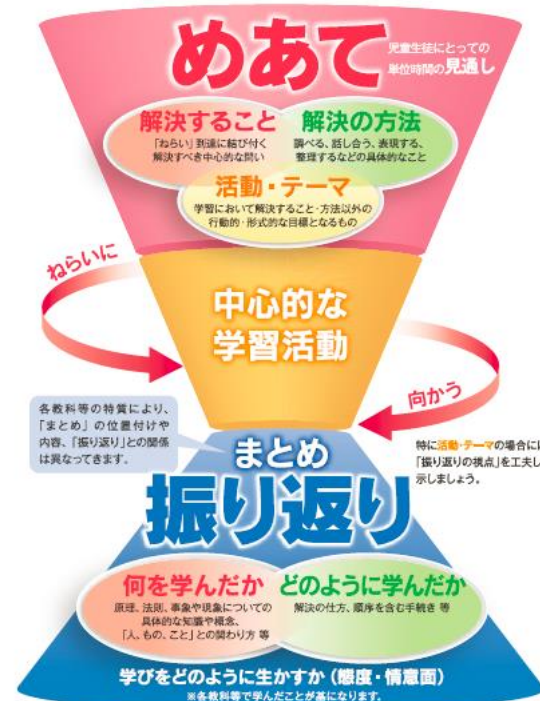 めあて
児童生徒にとっての
単位時間の見通し
解決すること
「ねらい」到達に結び付く
解決すべき中心的な問い
解決の方法
調べる、話し合う、表現する、
整理するなどの具体的なこと
活動・テーマ
学習において解決すること・方法以外の
行動的・形式的な目標となるもの
ねらいに
中心的な
学習活動
向かう
各教科等の特質により、
「まとめ」の位置付けや
内容、「振り返り」との関係
は異なってきます。
特に活動・テーマの場合には
「振り返りの視点」を工夫し
示しましょう。
まとめ
振り返り
何を学んだか
原理、法則、事象や現象についての
具体的な知識や概念、
「人、もの、こと」との関わり方 等
どのように学んだか
解決の仕方、順序を含む手続き 等
学びをどのように生かすか（態度・情意面）
※各教科等で学んだことが基になります。